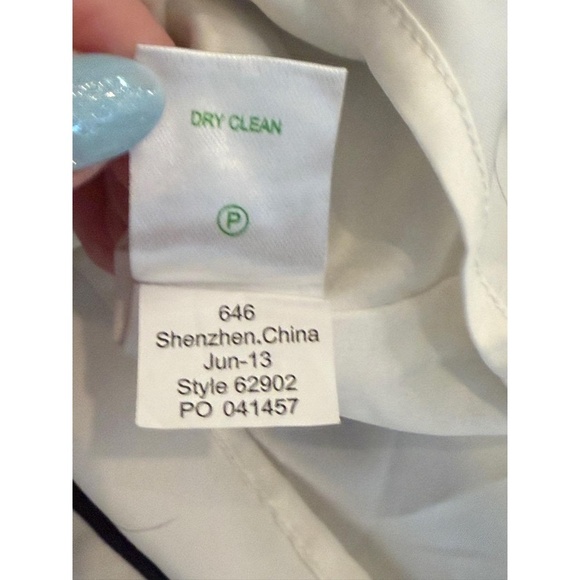 DRY CLEAN
P
646
Shenzhen.China
Jun-13
Style 62902
PO 041457